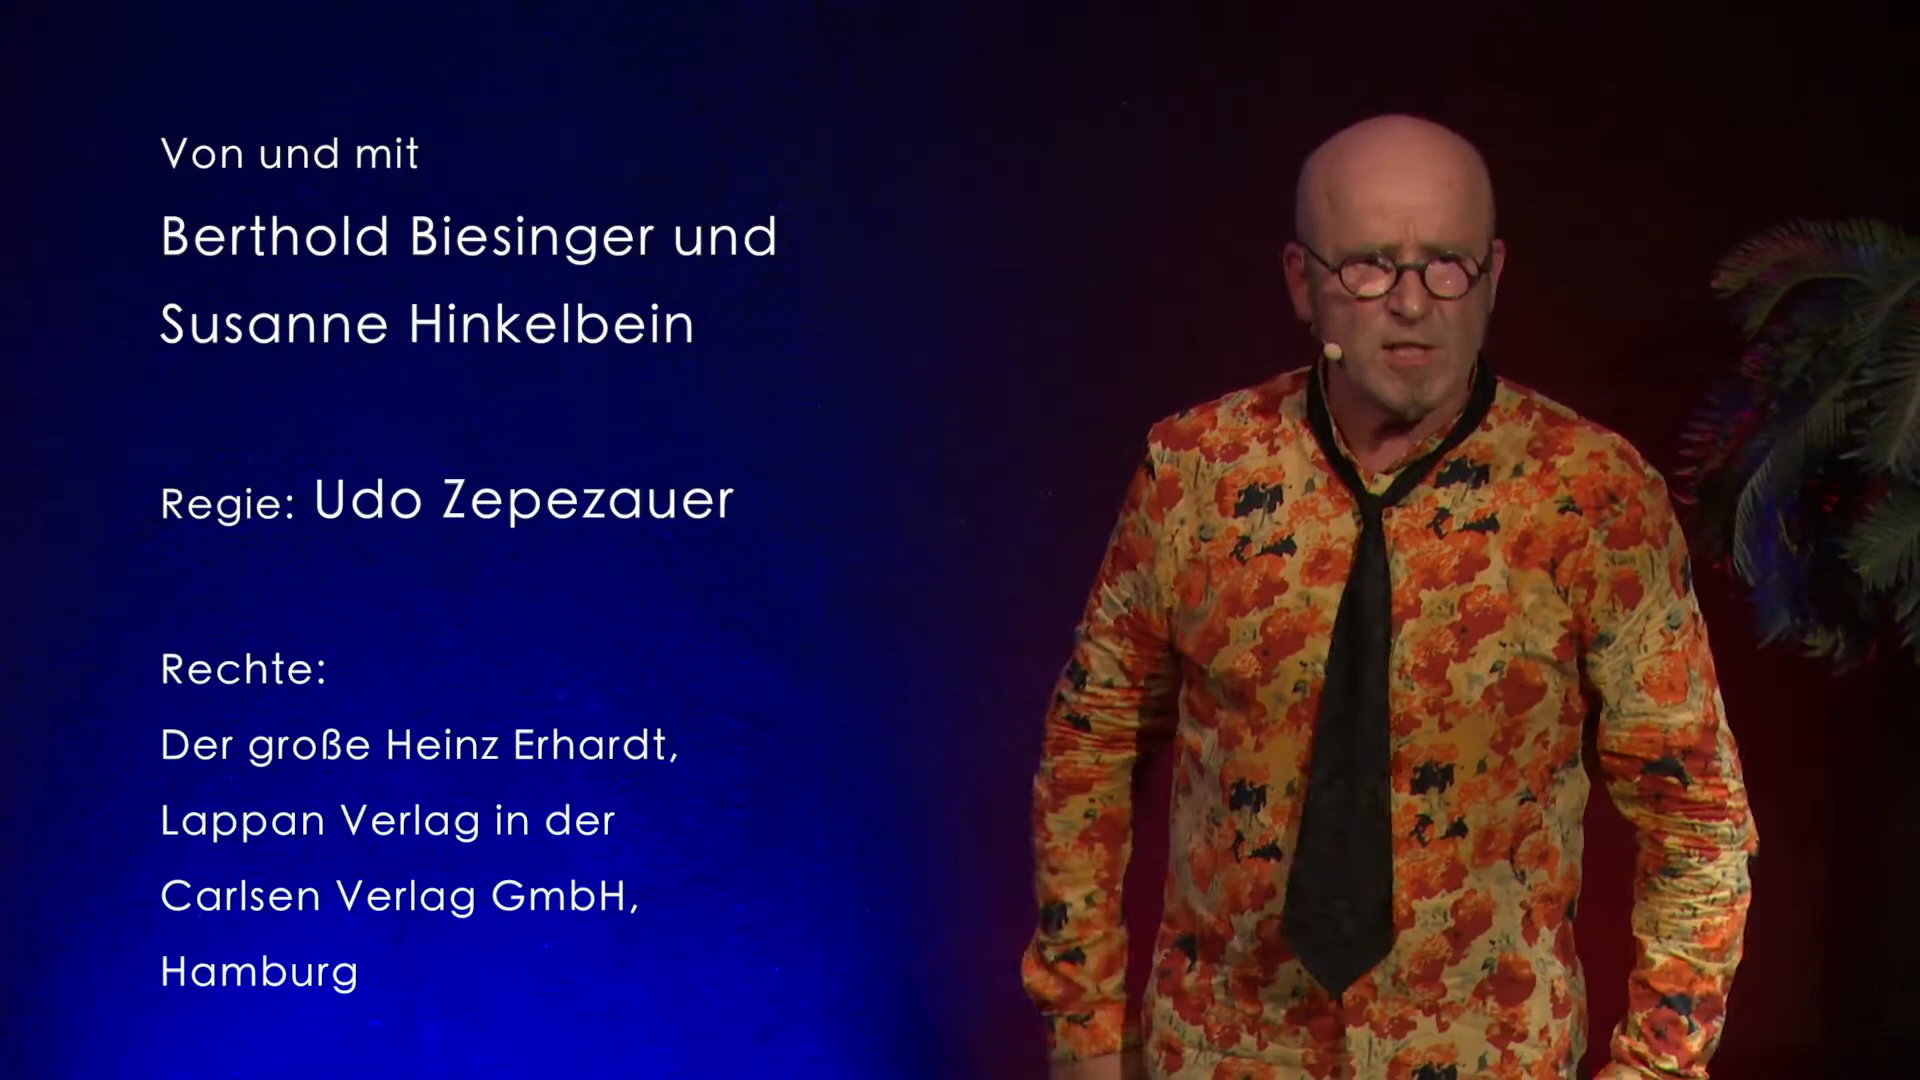 Von und mit
Berthold Biesinger und
Susanne Hinkelbein
Regie: Udo Zepezauer
Rechte:
Der große Heinz Erhardt,
Lappan Verlag in der
Carlsen Verlag GmbH,
Hamburg